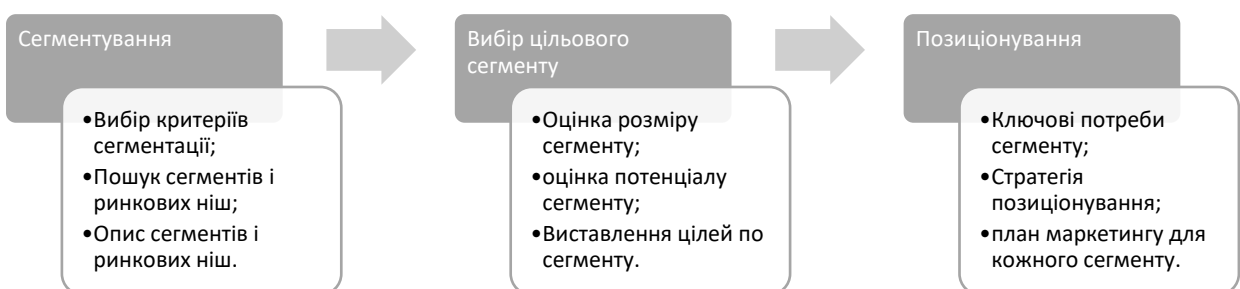 Сегментування
•Вибір критеріїв
сегментації;
•Пошук сегментів і
ринкових ніш;
•Опис сегментів і
ринкових ніш.
Вибір цільового
сегменту
•Оцінка розміру
сегменту;
•оцінка потенціалу
сегменту;
•Виставлення цілей по
сегменту.
Позиціонування
•Ключові потреби
сегменту;
•Стратегія
позиціонування;
•план маркетингу для
кожного сегменту.